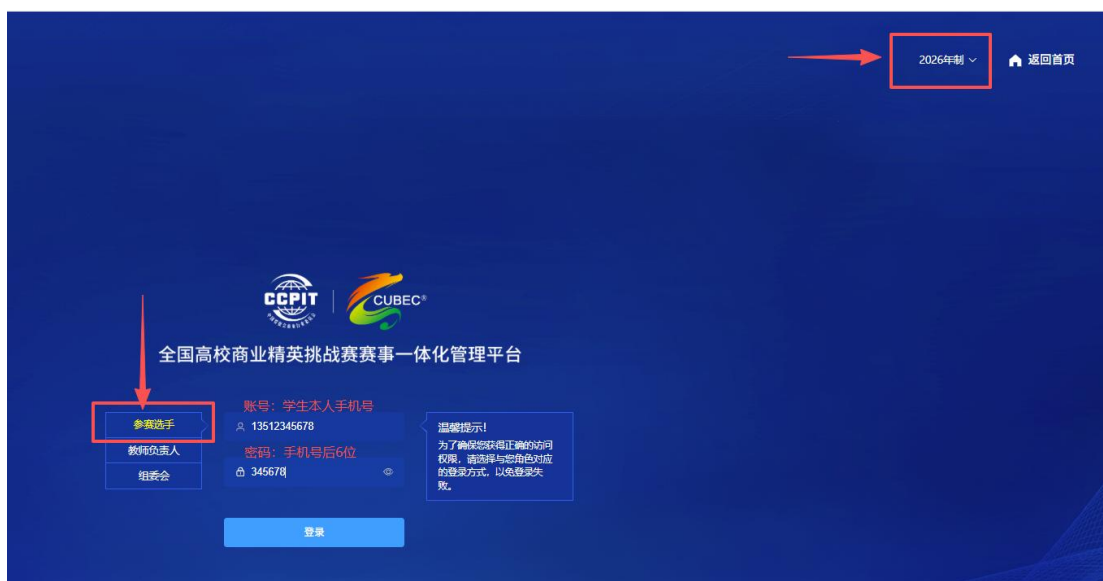 2026年制
返回首页
CCPIT
CUBEC®
全国高校商业精英挑战赛赛事一体化管理平台
账号：学生本人手机号
参赛选手
13512345678
教师负责人
密码：手机号后6位
组委会
345678
温馨提示!
为了确保您获得正确的访问
权限，请选择与您角色对应
的登录方式，以免登录失
败。
登录